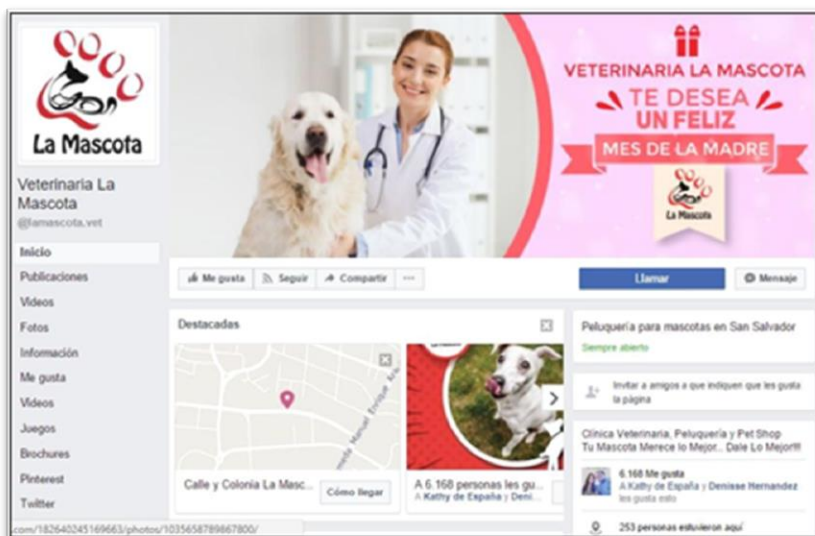 La Mascota
Veterinaria La
Mascota
@lamascota.vet
Inicio
Publicaciones
Videos
Fotos
Información
Me gusta
Videos
Juegos
Brochures
Pinterest
Twitter
.com/182640245169663/photos/1035658789867800/
VETERINARIA LA MASCOTA
TE DESEA
UN FELIZ
MES DE LA MADRE
La Mascota
Me gusta
Seguir
Compartir
Llamar
Mensaje
Destacadas
Calle y Colonia La Masc...
Cómo llegar
A 6.168 personas les gu...
A Kathy de España y Deni...
Peluquería para mascotas en San Salvador
Siempre abierto
Invitar a amigos a que indiquen que les gusta
la página
Clínica Veterinaria, Peluquería y Pet Shop
Tu Mascota Merece lo Mejor... Dale Lo Mejor!!!
6.168 Me gusta
A Kathy de España y Denisse Hernandez
les gusta esto
253 personas estuvieron aquí